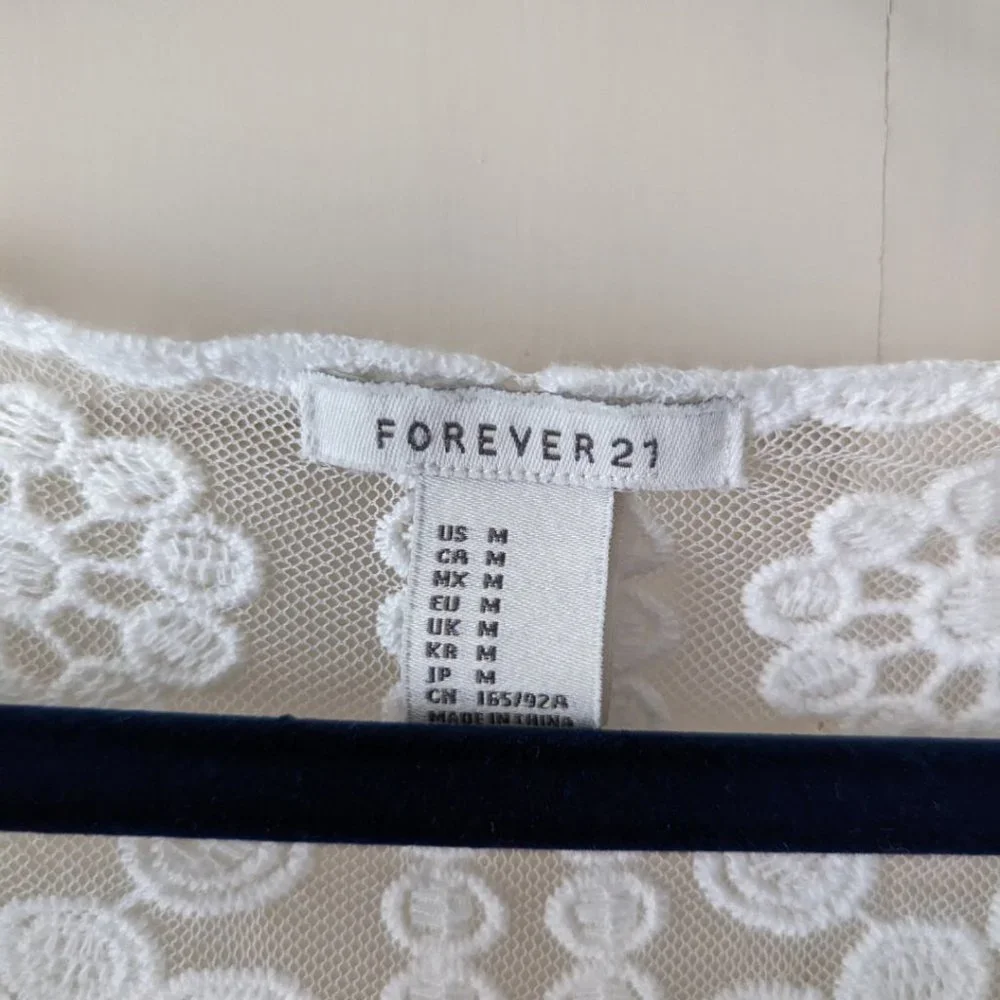 FOREVER 21
US M
CA M
MX M
EU M
UK M
KR M
JP M
CN 165/92A
MADE IN CHINA